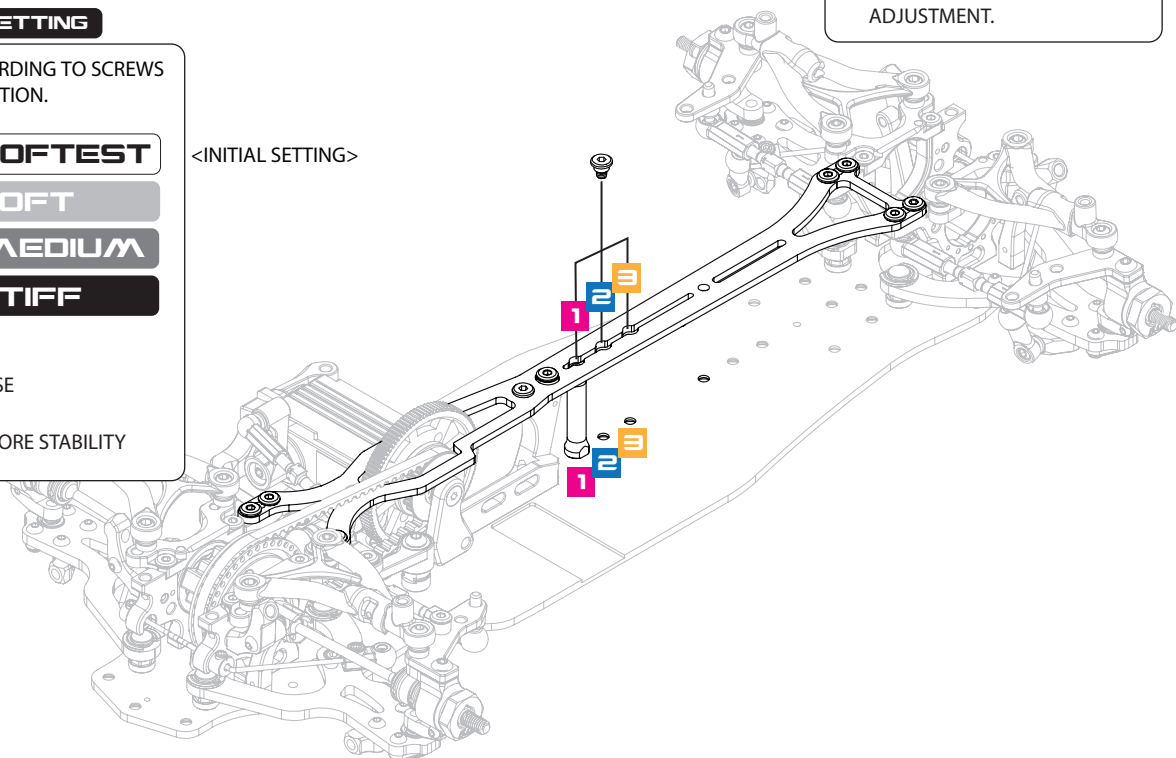 ETTING
RDING TO SCREWS
TION.
OFTEST
<INITIAL SETTING>
OFT
MEDIUM
TIFF
SE
ORE STABILITY
ADJUSTMENT.
1
2
3
1
2
3